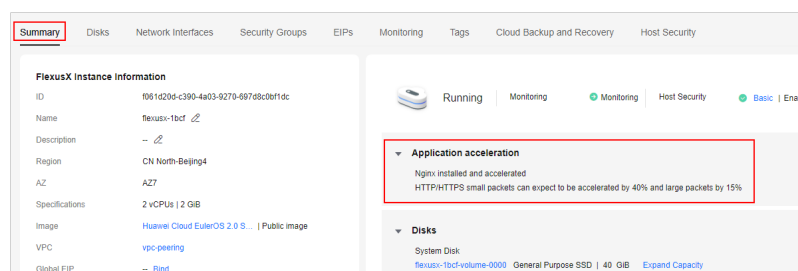 Summary Disks Network Interfaces Security Groups EIPs Monitoring Tags Cloud Backup and Recovery Host Security
FlexusX Instance Information
ID f061d20d-c390-4a03-9270-697d8c0bf1dc
Name flexusx-1bcf
Description --
Region CN North-Beijing4
AZ AZ7
Specifications 2 vCPUs | 2 GiB
Image Huawei Cloud EulerOS 2.0 S... | Public image
VPC vpc-peering
Global EIP -- Bind
Running Monitoring Monitoring Host Security Basic | Ena
Application acceleration
Nginx installed and accelerated
HTTP/HTTPS small packets can expect to be accelerated by 40% and large packets by 15%
Disks
System Disk
flexusx-1bcf-volume-0000 General Purpose SSD | 40 GiB Expand Capacity